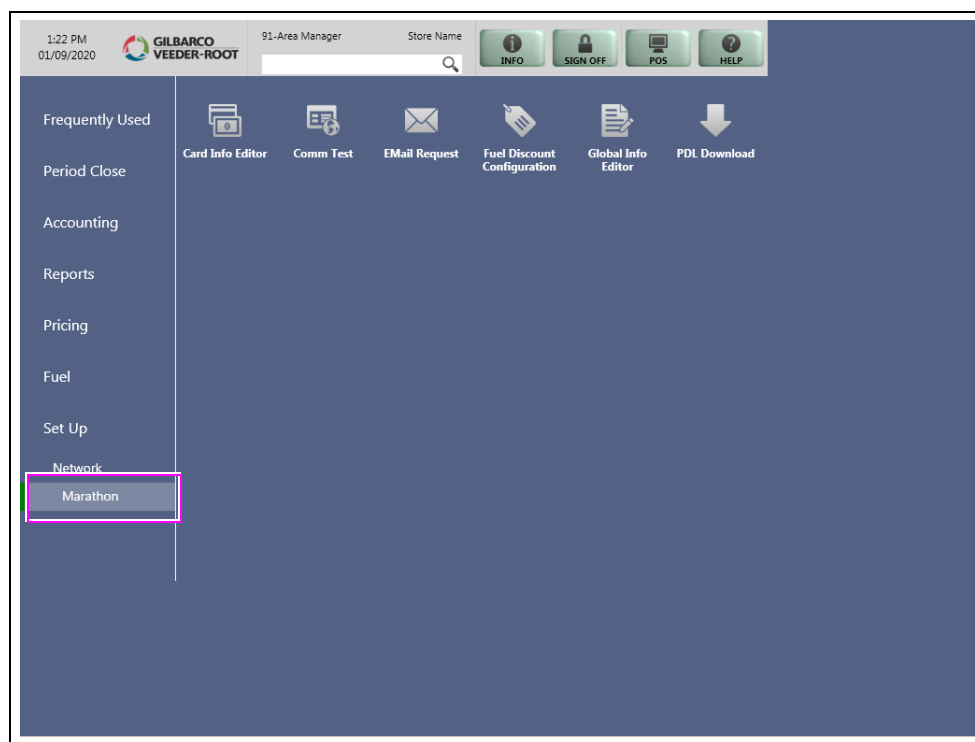 1:22 PM
01/09/2020
GILBARCO
VEEDER-ROOT
91-Area Manager
Store Name
INFO
SIGN OFF
POS
HELP
Frequently Used
Period Close
Accounting
Reports
Pricing
Fuel
Set Up
Network
Marathon
Card Info Editor
Comm Test
EMail Request
Fuel Discount
Configuration
Global Info
Editor
PDL Download